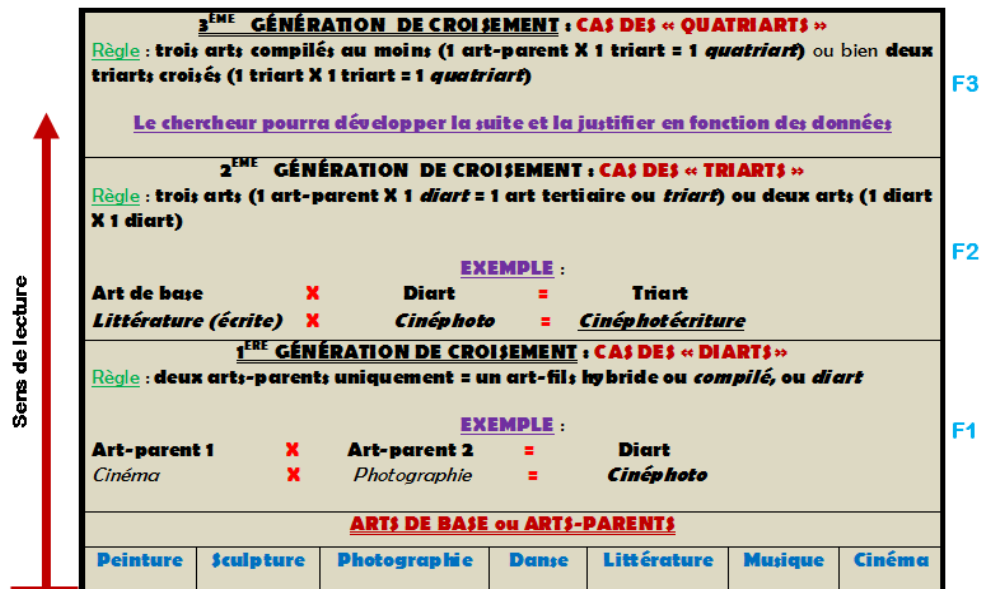 3ÈME GÉNÉRATION DE CROISEMENT : CAS DES « QUATRIARTS »
Règle : trois arts compilés au moins (1 art-parent X 1 triart = 1 quatriart) ou bien deux
triarts croisés (1 triart X 1 triart = 1 quatriart)
F3
Le chercheur pourra développer la suite et la justifier en fonction des données
2EME GÉNÉRATION DE CROISEMENT : CAS DES « TRIARTS »
Règle : trois arts (1 art-parent X 1 diart = 1 art tertiaire ou triart) ou deux arts (1 diart
X 1 diart)
F2
EXEMPLE :
Art de base X Diart = Triart
Littérature (écrite) X Cinéphoto = Cinéphotécriture
1ERE GÉNÉRATION DE CROISEMENT : CAS DES « DIARTS»
Règle : deux arts-parents uniquement = un art-fils hybride ou compilé, ou diart
EXEMPLE :
F1
Art-parent 1 X Art-parent 2 = Diart
Cinéma X Photographie = Cinéphoto
ARTS DE BASE ou ARTS-PARENTS
Peinture Sculpture Photographie Danse Littérature Musique Cinéma
Sens de lecture